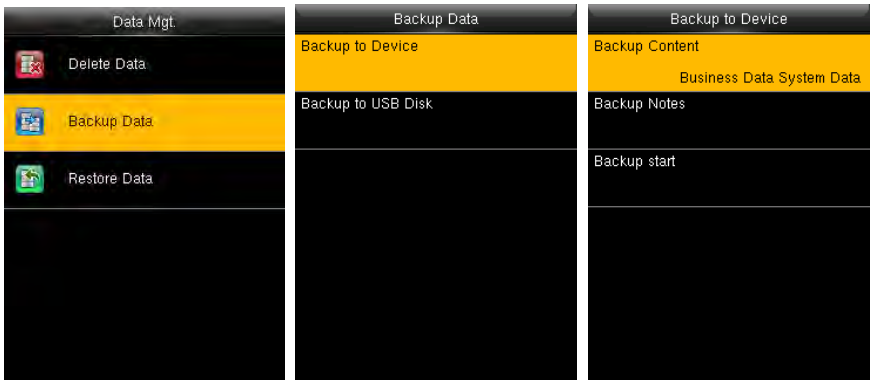 Data Mgt.
Delete Data
Backup Data
Restore Data
Backup Data
Backup to Device
Backup to USB Disk
Backup to Device
Backup Content
Business Data System Data
Backup Notes
Backup start